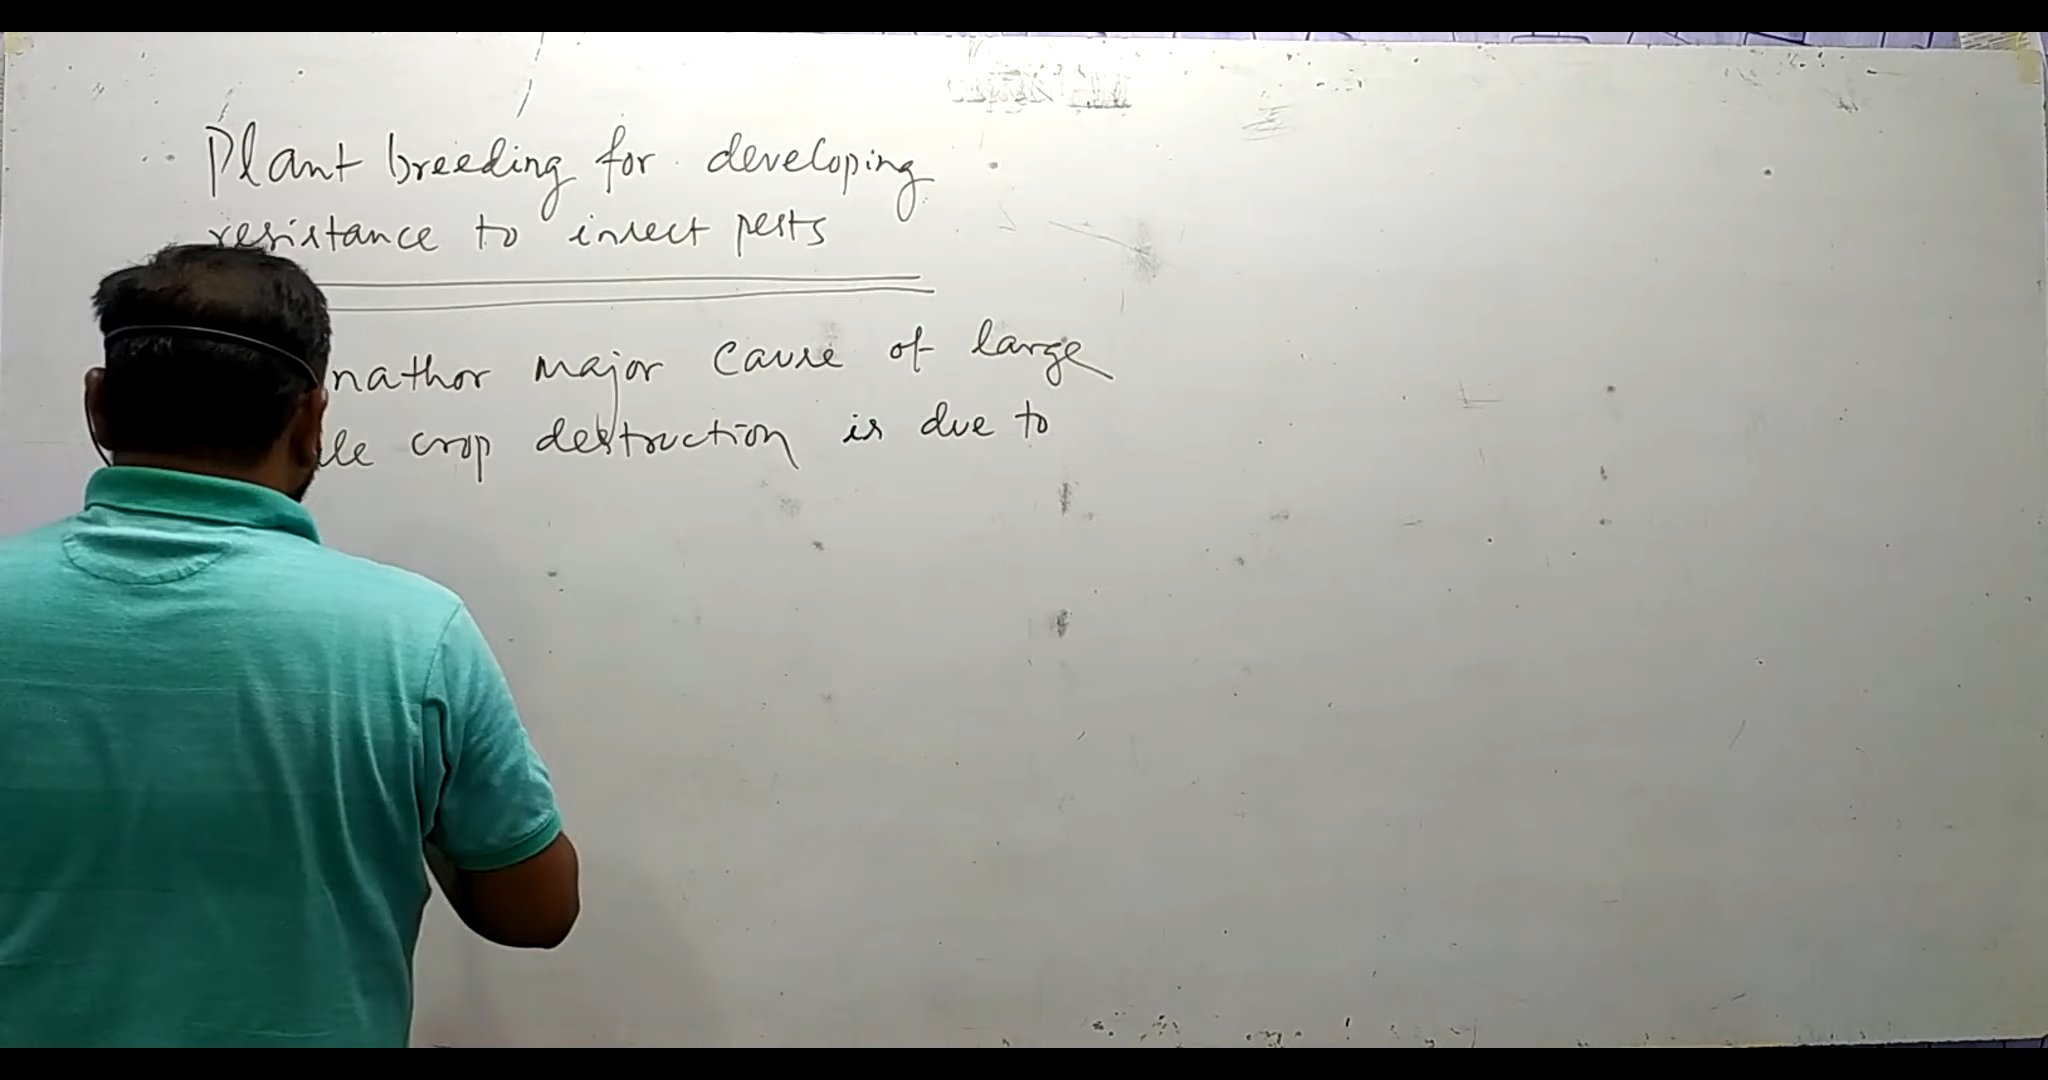 Plant breeding for developing
resistance to insect pests
nathor major cause of large
le crop destruction is due to